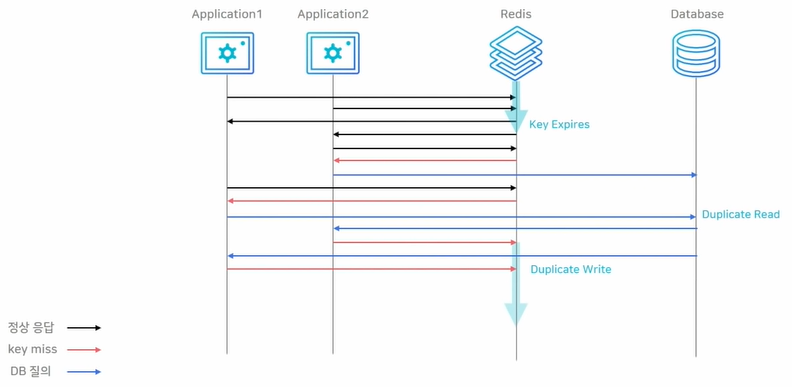 Application1
Application2
Redis
Database
Key Expires
Duplicate Read
Duplicate Write
정상 응답
key miss
DB 질의